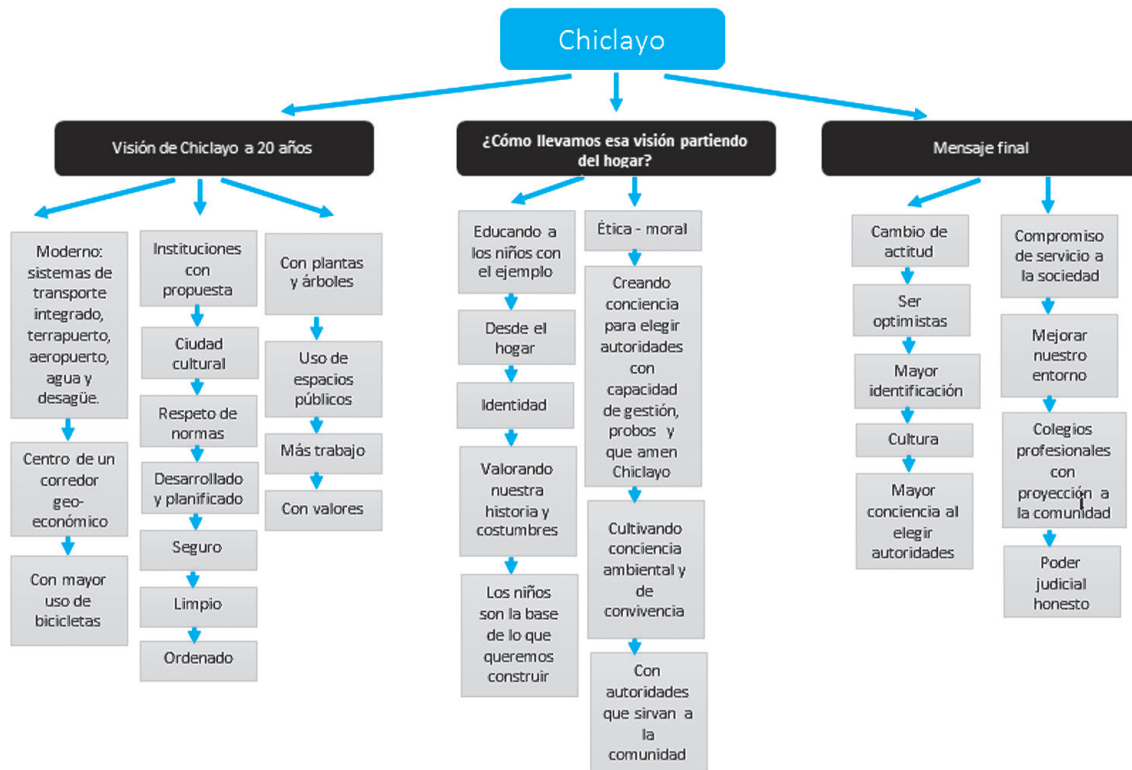 Chiclayo
Visión de Chiclayo a 20 años
Moderno:
sistemas de
transporte
integrado,
terrapuerto,
aeropuerto,
agua y
desagüe.
Centro de un
corredor
geo-
económico
Con mayor
uso de
bicicletas
Instituciones
con
propuesta
Ciudad
cultural
Respeto de
normas
Desarrollado
y planificado
Seguro
Limpio
Ordenado
Con plantas
y árboles
Uso de
espacios
públicos
Más trabajo
Con valores
¿Cómo llevamos esa visión partiendo
del hogar?
Educando a
los niños con
el ejemplo
Desde el
hogar
Identidad
Valorando
nuestra
historia y
costumbres
Los niños
son la base
de lo que
queremos
construir
Ética - moral
Creando
conciencia
para elegir
autoridades
con
capacidad
de gestión,
probos y
que amen
Chiclayo
Cultivando
conciencia
ambiental y
de
convivencia
Con
autoridades
que sirvan a
la
comunidad
Mensaje final
Cambio de
actitud
Ser
optimistas
Mayor
identificación
Cultura
Mayor
conciencia al
elegir
autoridades
Compromiso
de servicio a
la sociedad
Mejorar
nuestro
entorno
Colegios
profesionales
con
proyección a
la comunidad
Poder
judicial
honesto